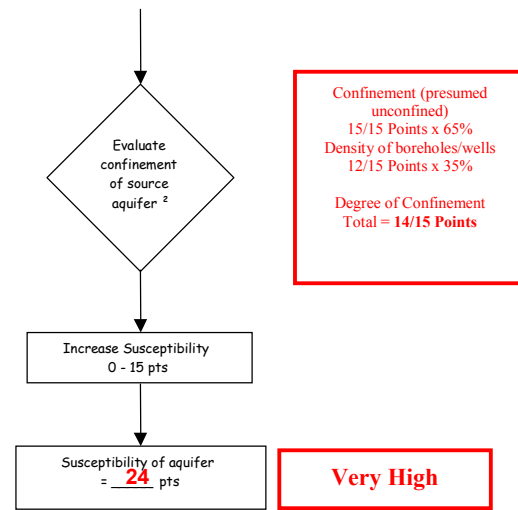 Evaluate
confinement
of source
aquifer ²
Confinement (presumed
unconfined)
15/15 Points x 65%
Density of boreholes/wells
12/15 Points x 35%
Degree of Confinement
Total = 14/15 Points
Increase Susceptibility
0 - 15 pts
Susceptibility of aquifer
= __24__ pts
Very High